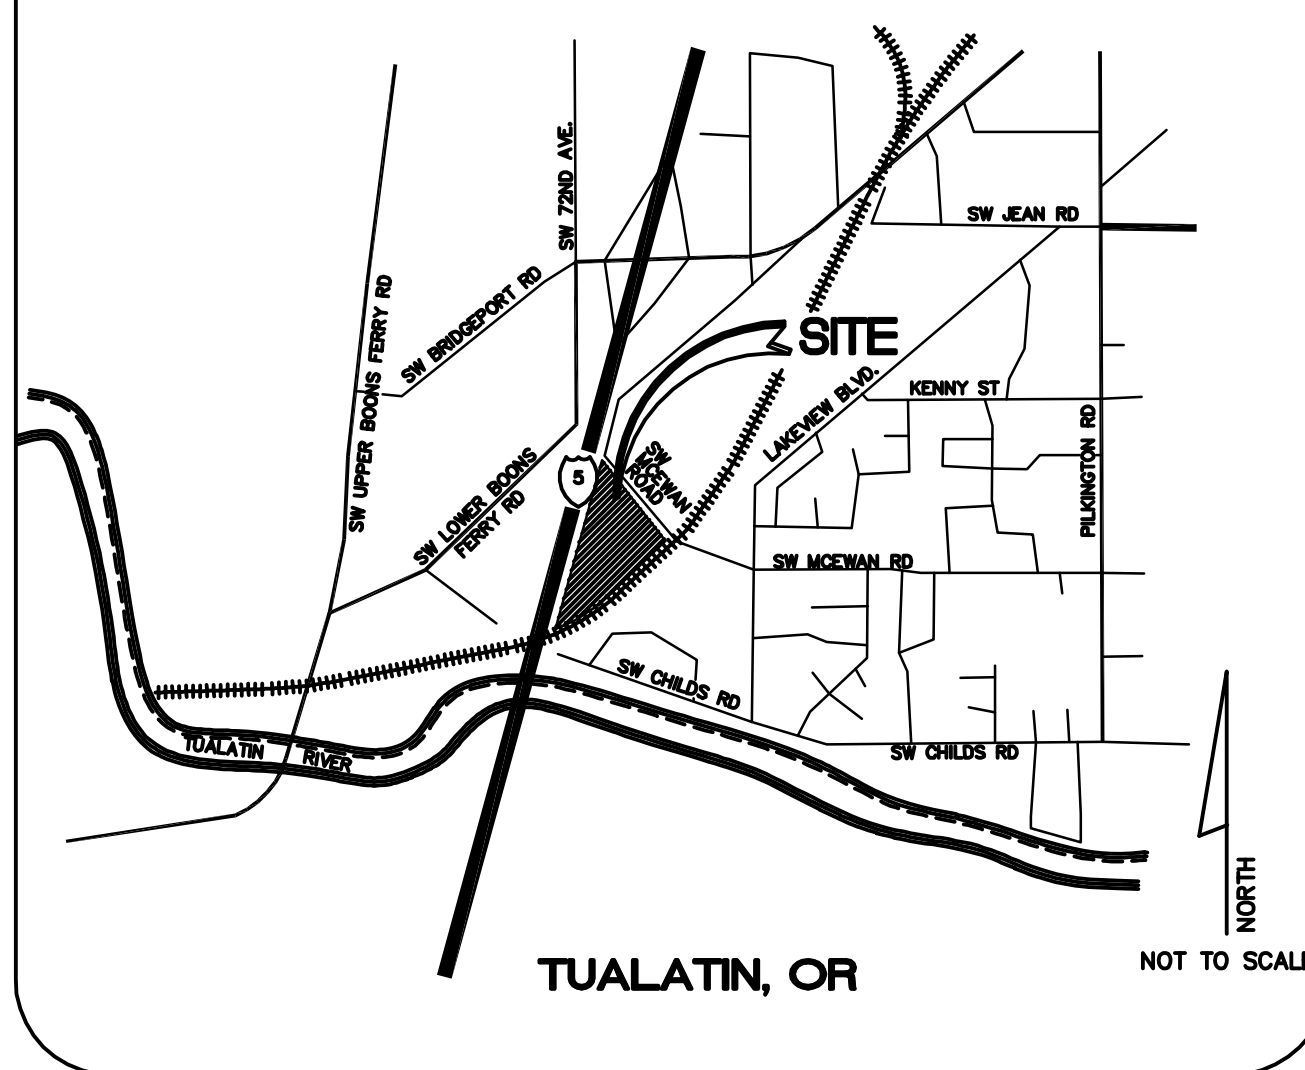 SW 72ND AVE.
SW JEAN RD
SW BRIDGEPORT RD
SW UPPER BOONS FERRY RD
SITE
LAKEVIEW BLVD.
KENNY ST
PILKINGTON RD
SW LOWER BOONS
FERRY RD
5
SW
MCEWAN
ROAD
SW MCEWAN RD
SW CHILDS RD
SW CHILDS RD
TUALATIN RIVER
NORTH
NOT TO SCALE
TUALATIN, OR